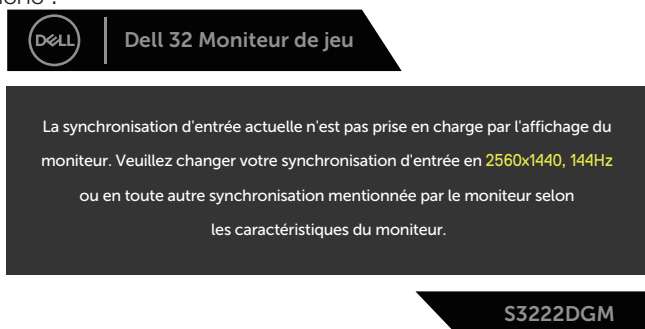 DELL
Dell 32 Moniteur de jeu
La synchronisation d'entrée actuelle n'est pas prise en charge par l'affichage du
moniteur. Veuillez changer votre synchronisation d'entrée en 2560x1440, 144Hz
ou en toute autre synchronisation mentionnée par le moniteur selon
les caractéristiques du moniteur.
S3222DGM